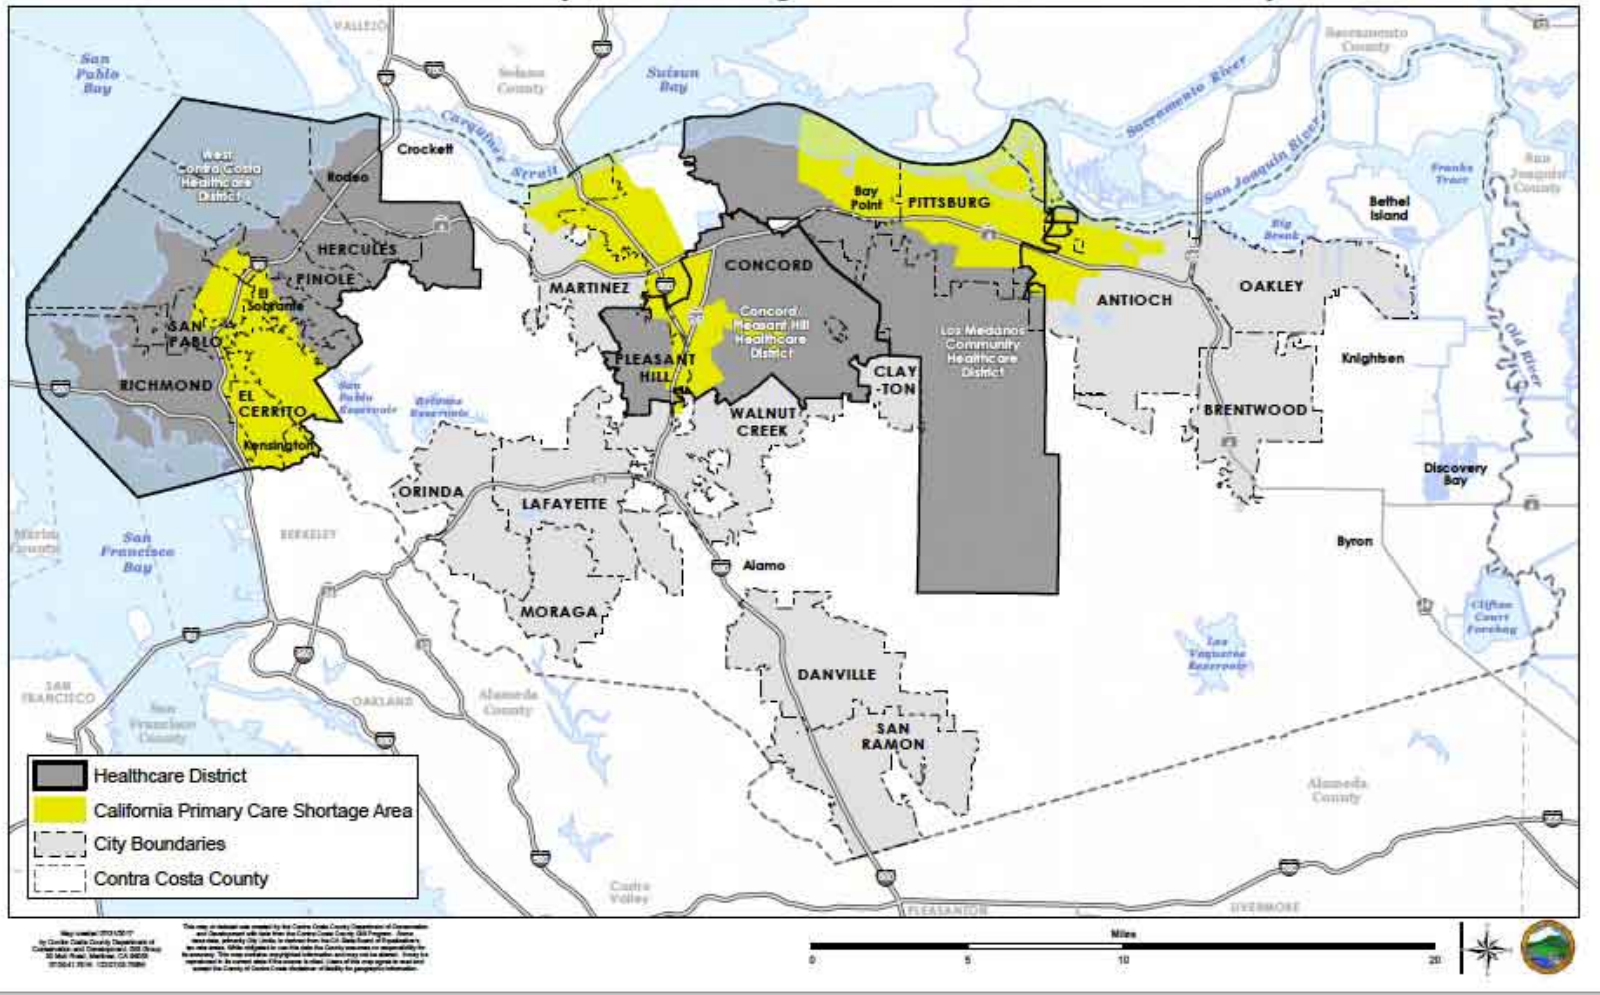 VALLEJO
Solano
County
Suisun
Bay
Sacramento
County
San
Pablo
Bay
Sacramento River
Carquinez
Strait
San Joaquin River
Crockett
West
Contra Costa
Healthcare
District
Rodeo
Franks
Tract
San
Joaquin
County
Bay
Point
PITTSBURG
Bethel
Island
Big
Break
HERCULES
PINOLE
CONCORD
MARTINEZ
ANTIOCH
OAKLEY
El
Sobrante
SAN
PABLO
Concord/
Pleasant Hill
Healthcare
District
Los Medanos
Community
Healthcare
District
Old River
Knightsen
PLEASANT
HILL
CLAY
-TON
RICHMOND
San
Pablo
Reservoir
Briones
Reservoir
EL
CERRITO
WALNUT
CREEK
BRENTWOOD
Kensington
Discovery
Bay
ORINDA
LAFAYETTE
Marin
County
San
Francisco
Bay
BERKELEY
Byron
Alamo
MORAGA
Clifton
Court
Forebay
Los
Vaqueros
Reservoir
DANVILLE
SAN
FRANCISCO
San
Francisco
County
OAKLAND
Alameda
County
SAN
RAMON
Alameda
County
Healthcare District
California Primary Care Shortage Area
City Boundaries
Contra Costa County
Castro
Valley
PLEASANTON
LIVERMORE
Miles
0 5 10 20